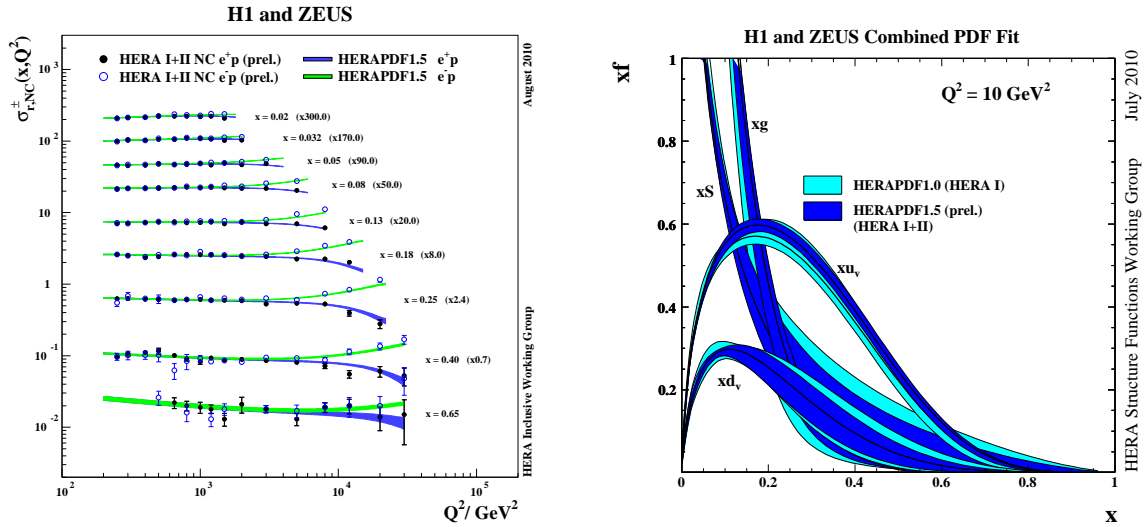 H1 and ZEUS
σ±r,NC(x,Q²)
10³
10²
10
1
10⁻¹
10⁻²
HERA I+II NC e⁺p (prel.)
HERA I+II NC e⁻p (prel.)
HERAPDF1.5 e⁺p
HERAPDF1.5 e⁻p
x = 0.02 (x300.0)
x = 0.032 (x170.0)
x = 0.05 (x90.0)
x = 0.08 (x50.0)
x = 0.13 (x20.0)
x = 0.18 (x8.0)
x = 0.25 (x2.4)
x = 0.40 (x0.7)
x = 0.65
10² 10³ 10⁴ 10⁵
Q²/ GeV²
HERA Inclusive Working Group August 2010
H1 and ZEUS Combined PDF Fit
xf
1
0.8
0.6
0.4
0.2
Q² = 10 GeV²
xg
xS
HERAPDF1.0 (HERA I)
HERAPDF1.5 (prel.)
(HERA I+II)
xuᵥ
xdᵥ
0 0.2 0.4 0.6 0.8 1
x
HERA Structure Functions Working Group July 2010